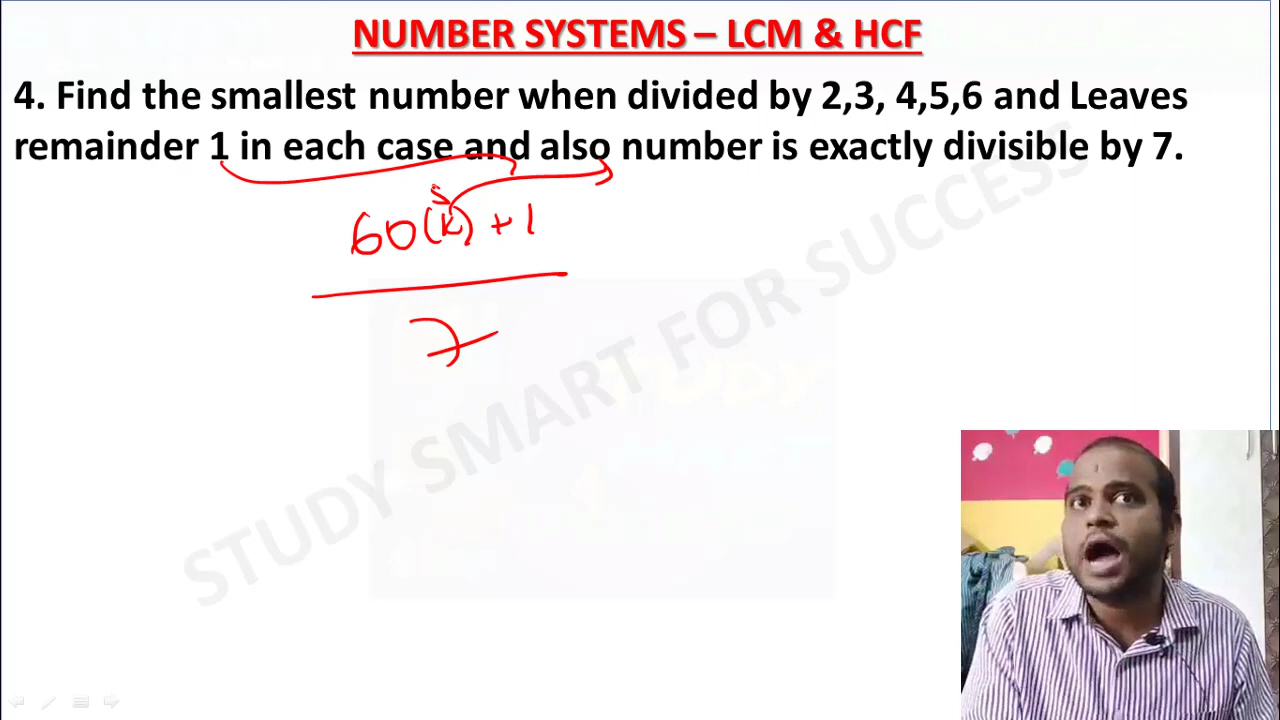 NUMBER SYSTEMS – LCM & HCF
4. Find the smallest number when divided by 2,3, 4,5,6 and Leaves
remainder 1 in each case and also number is exactly divisible by 7.
5
60(k) + 1
7
STUDY SMART FOR SUCCESS